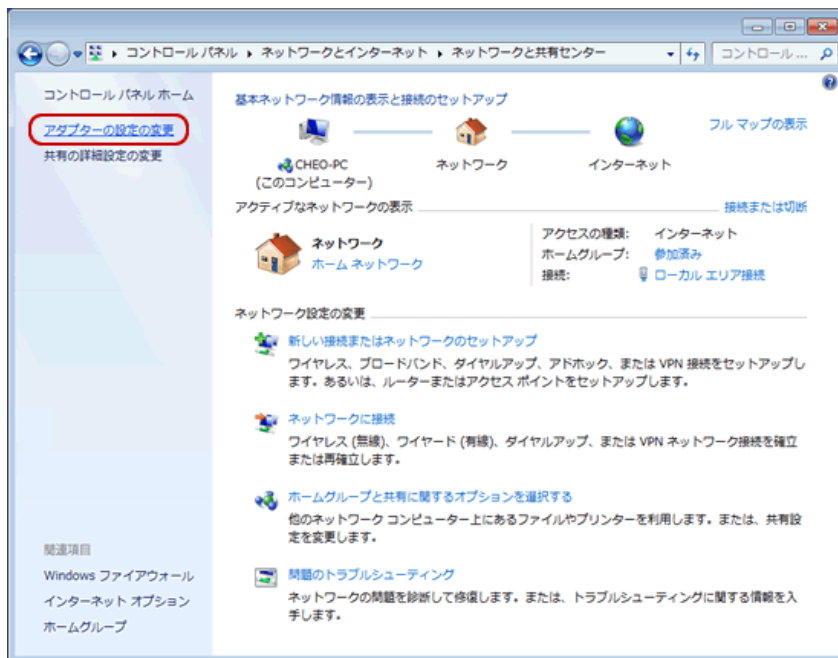 コントロール パネル ▸ ネットワークとインターネット ▸ ネットワークと共有センター
コントロール ...
コントロール パネル ホーム
アダプターの設定の変更
共有の詳細設定の変更
基本ネットワーク情報の表示と接続のセットアップ
フル マップの表示
CHEO-PC
(このコンピューター)
ネットワーク
インターネット
アクティブなネットワークの表示
接続または切断
ネットワーク
ホーム ネットワーク
アクセスの種類: インターネット
ホームグループ: 参加済み
接続: ローカル エリア接続
ネットワーク設定の変更
新しい接続またはネットワークのセットアップ
ワイヤレス、ブロードバンド、ダイヤルアップ、アドホック、または VPN 接続をセットアップし
ます。あるいは、ルーターまたはアクセス ポイントをセットアップします。
ネットワークに接続
ワイヤレス (無線)、ワイヤード (有線)、ダイヤルアップ、または VPN ネットワーク接続を確立
または再確立します。
ホームグループと共有に関するオプションを選択する
他のネットワーク コンピューター上にあるファイルやプリンターを利用します。または、共有設
定を変更します。
問題のトラブルシューティング
ネットワークの問題を診断して修復します。または、トラブルシューティングに関する情報を入
手します。
関連項目
Windows ファイアウォール
インターネット オプション
ホームグループ